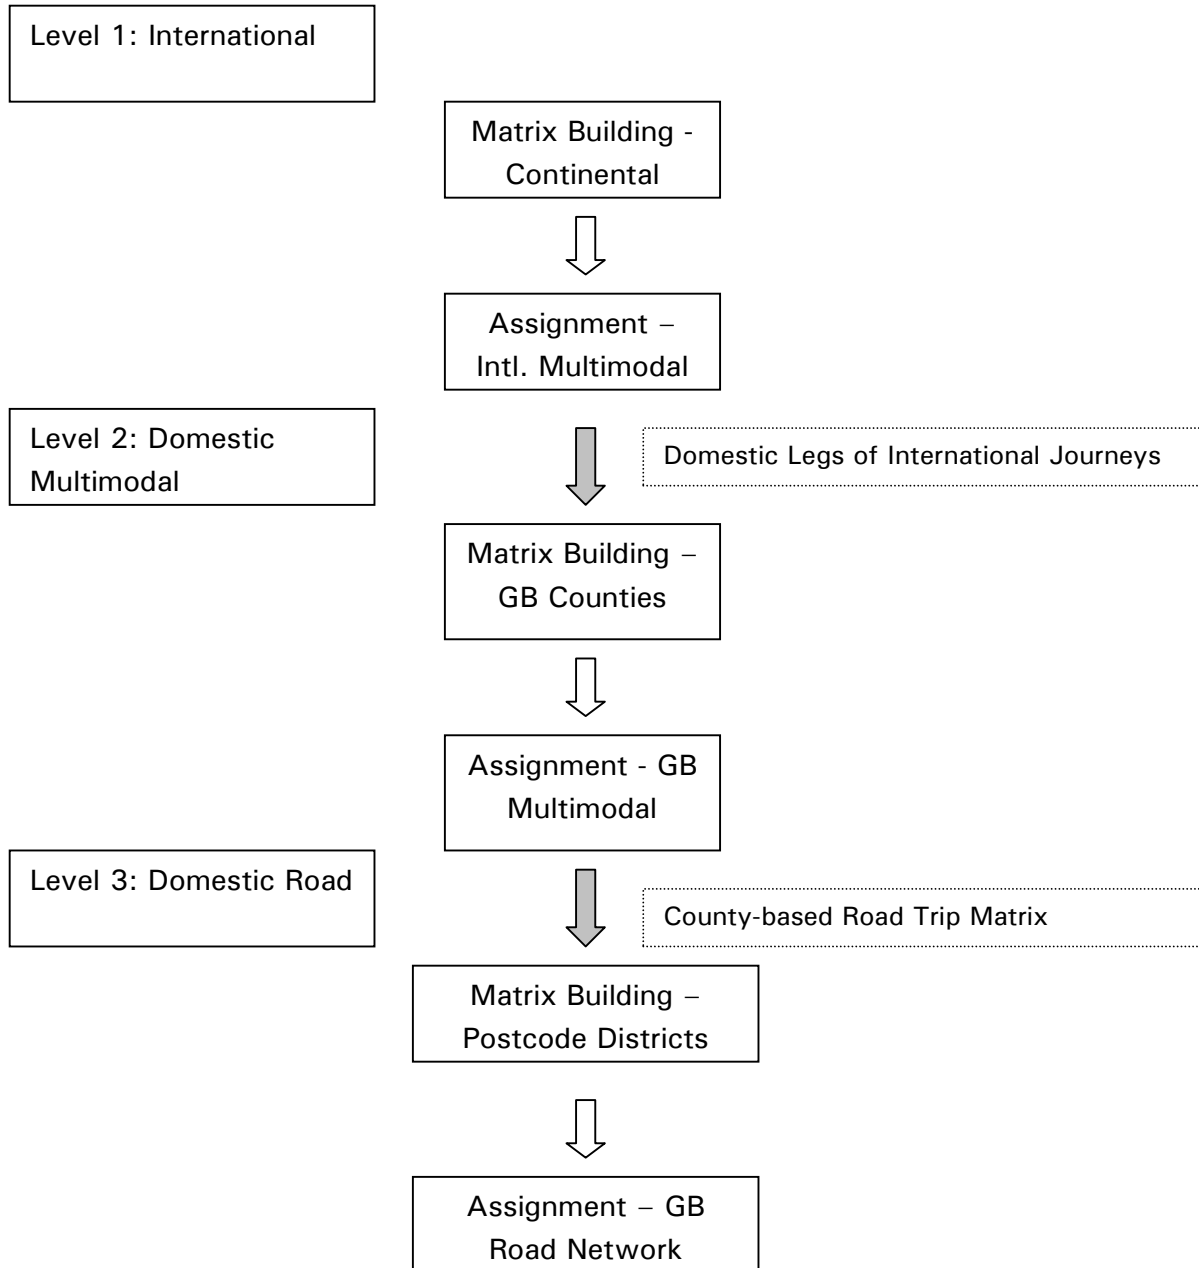 Level 1: International
Matrix Building -
Continental
Assignment –
Intl. Multimodal
Level 2: Domestic
Multimodal
Domestic Legs of International Journeys
Matrix Building –
GB Counties
Assignment - GB
Multimodal
Level 3: Domestic Road
County-based Road Trip Matrix
Matrix Building –
Postcode Districts
Assignment – GB
Road Network